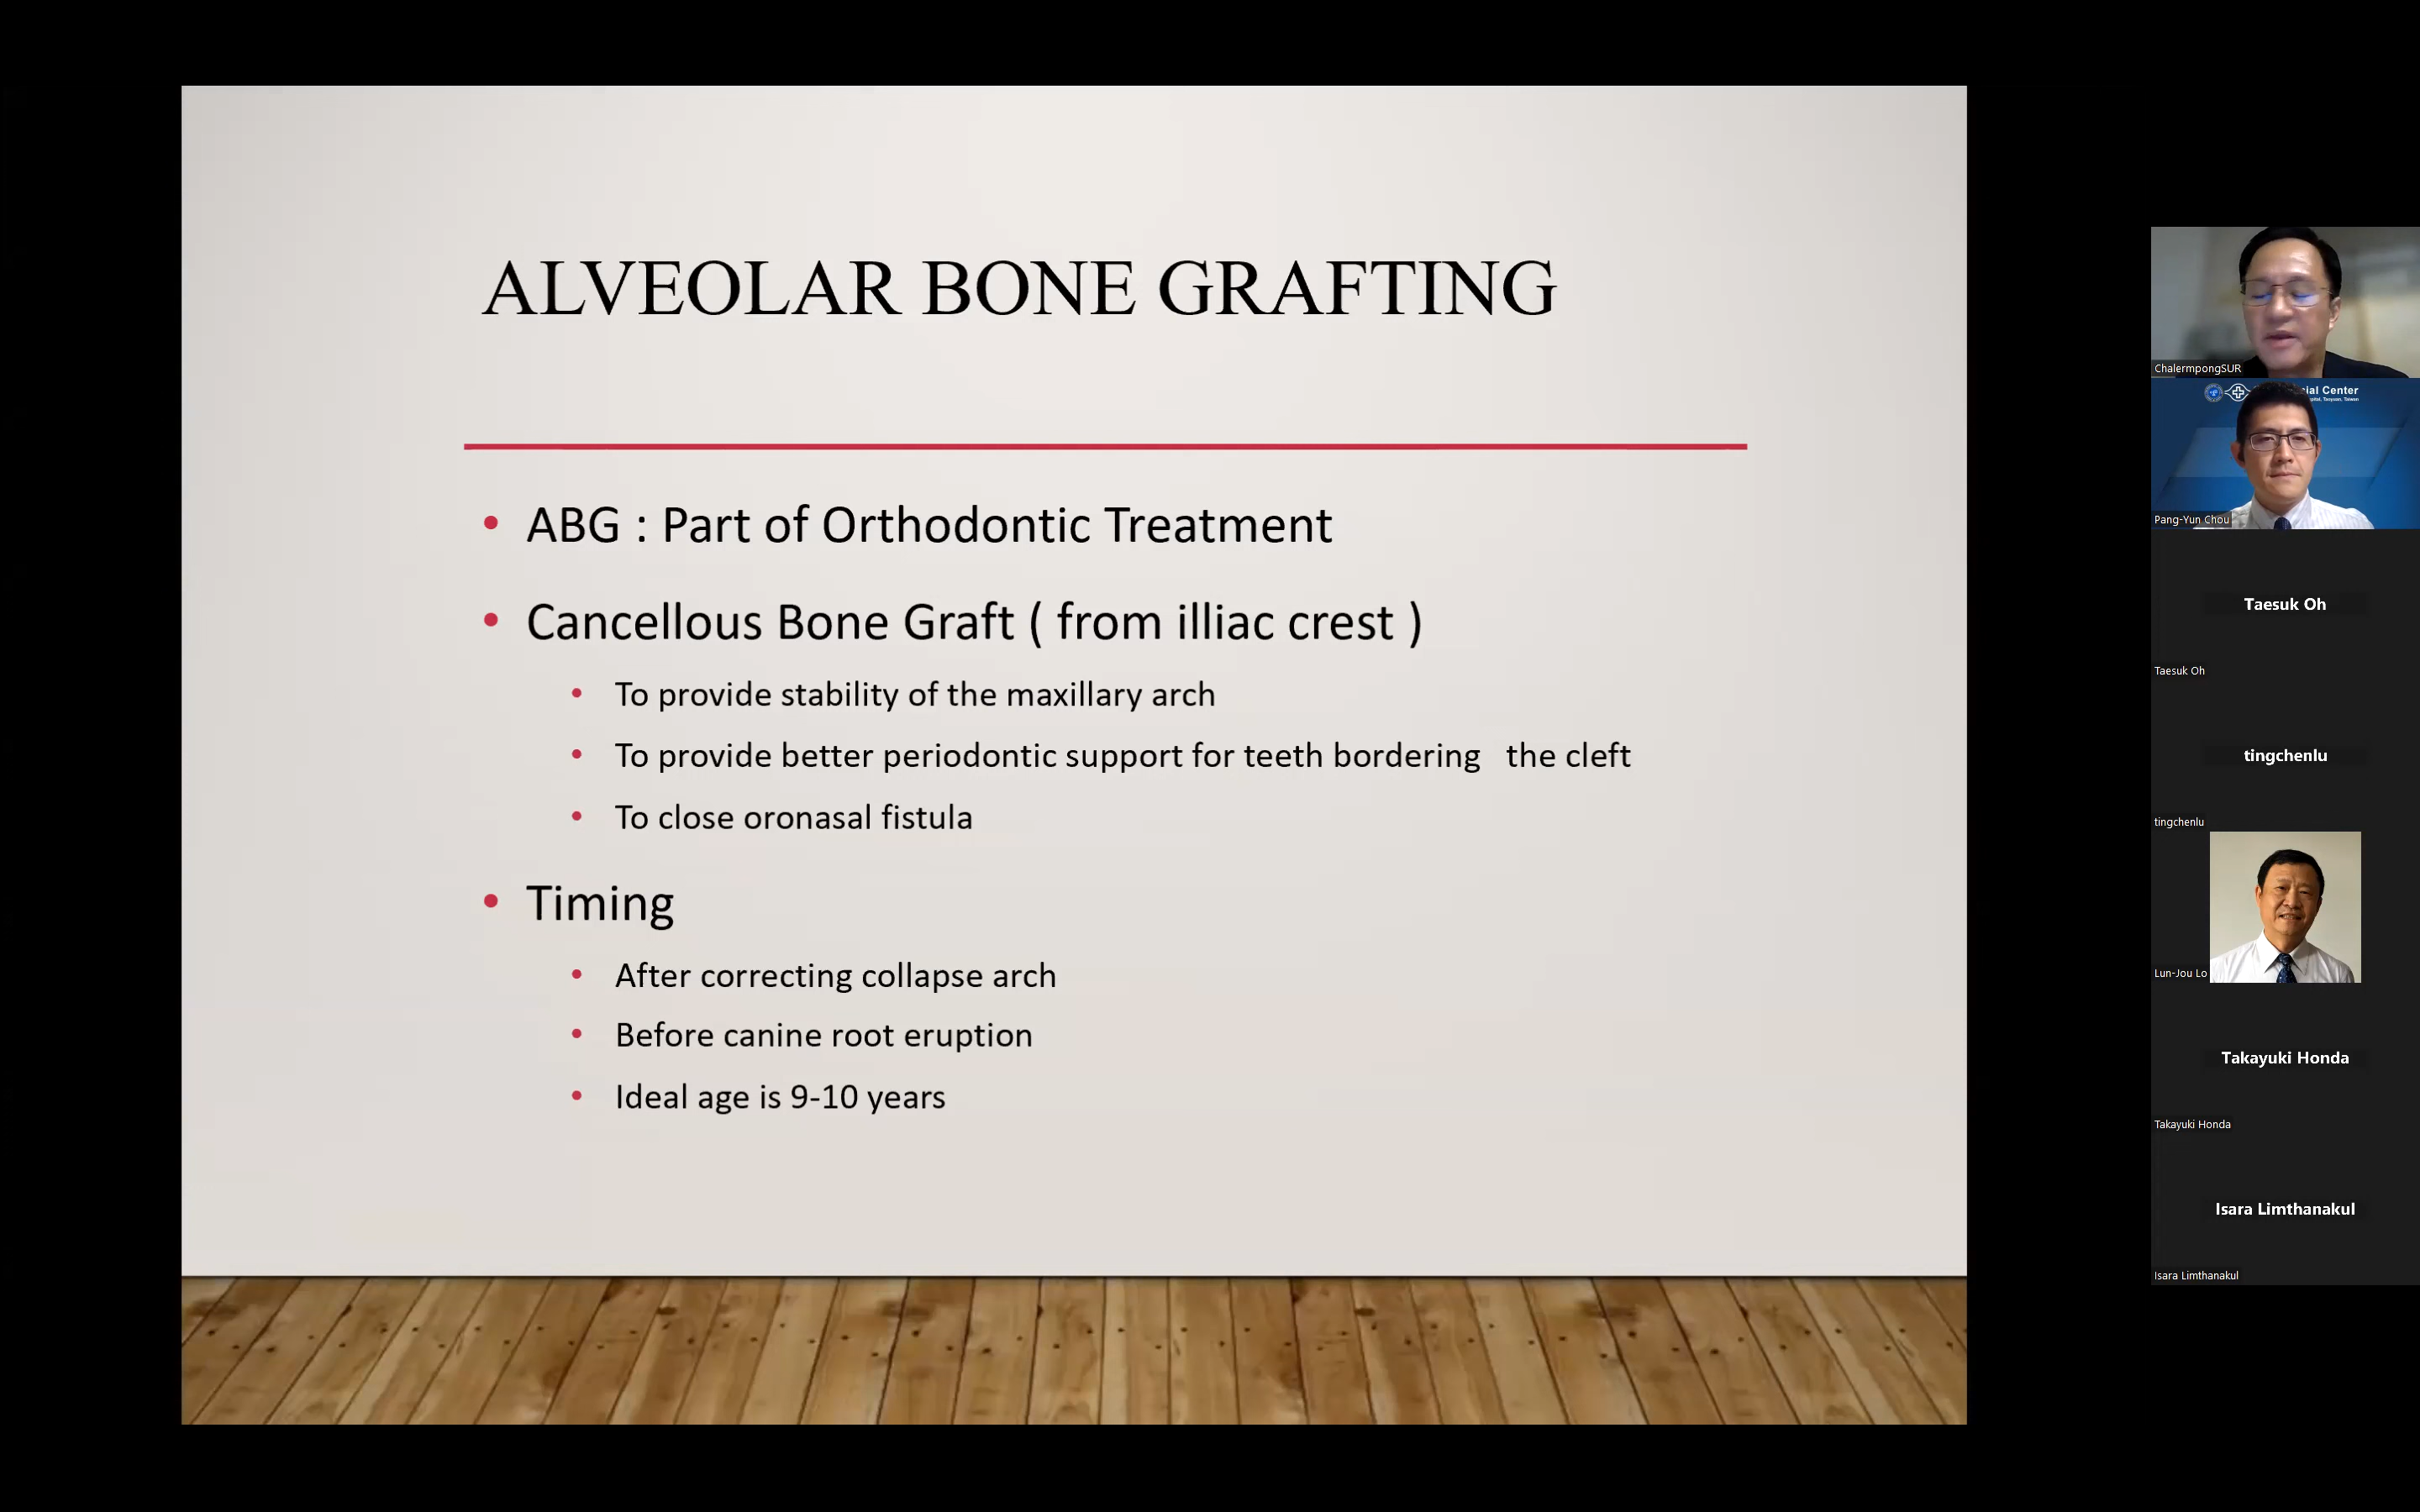 ALVEOLAR BONE GRAFTING
• ABG : Part of Orthodontic Treatment
• Cancellous Bone Graft ( from illiac crest )
• To provide stability of the maxillary arch
• To provide better periodontic support for teeth bordering the cleft
• To close oronasal fistula
• Timing
• After correcting collapse arch
• Before canine root eruption
• Ideal age is 9-10 years
ChalermpongSUR
Center
Taoyuan, Taiwan
Pang-Yun Chou
Taesuk Oh
Taesuk Oh
tingchenlu
tingchenlu
Lun-Jou Lo
Takayuki Honda
Takayuki Honda
Isara Limthanakul
Isara Limthanakul